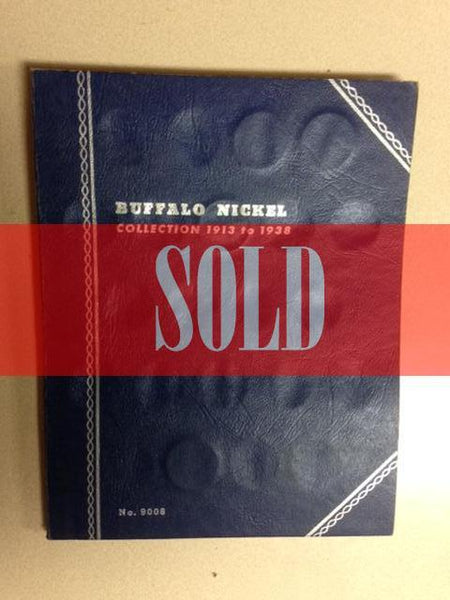 BUFFALO NICKEL
COLLECTION 1913 to 1938
SOLD
No. 9008